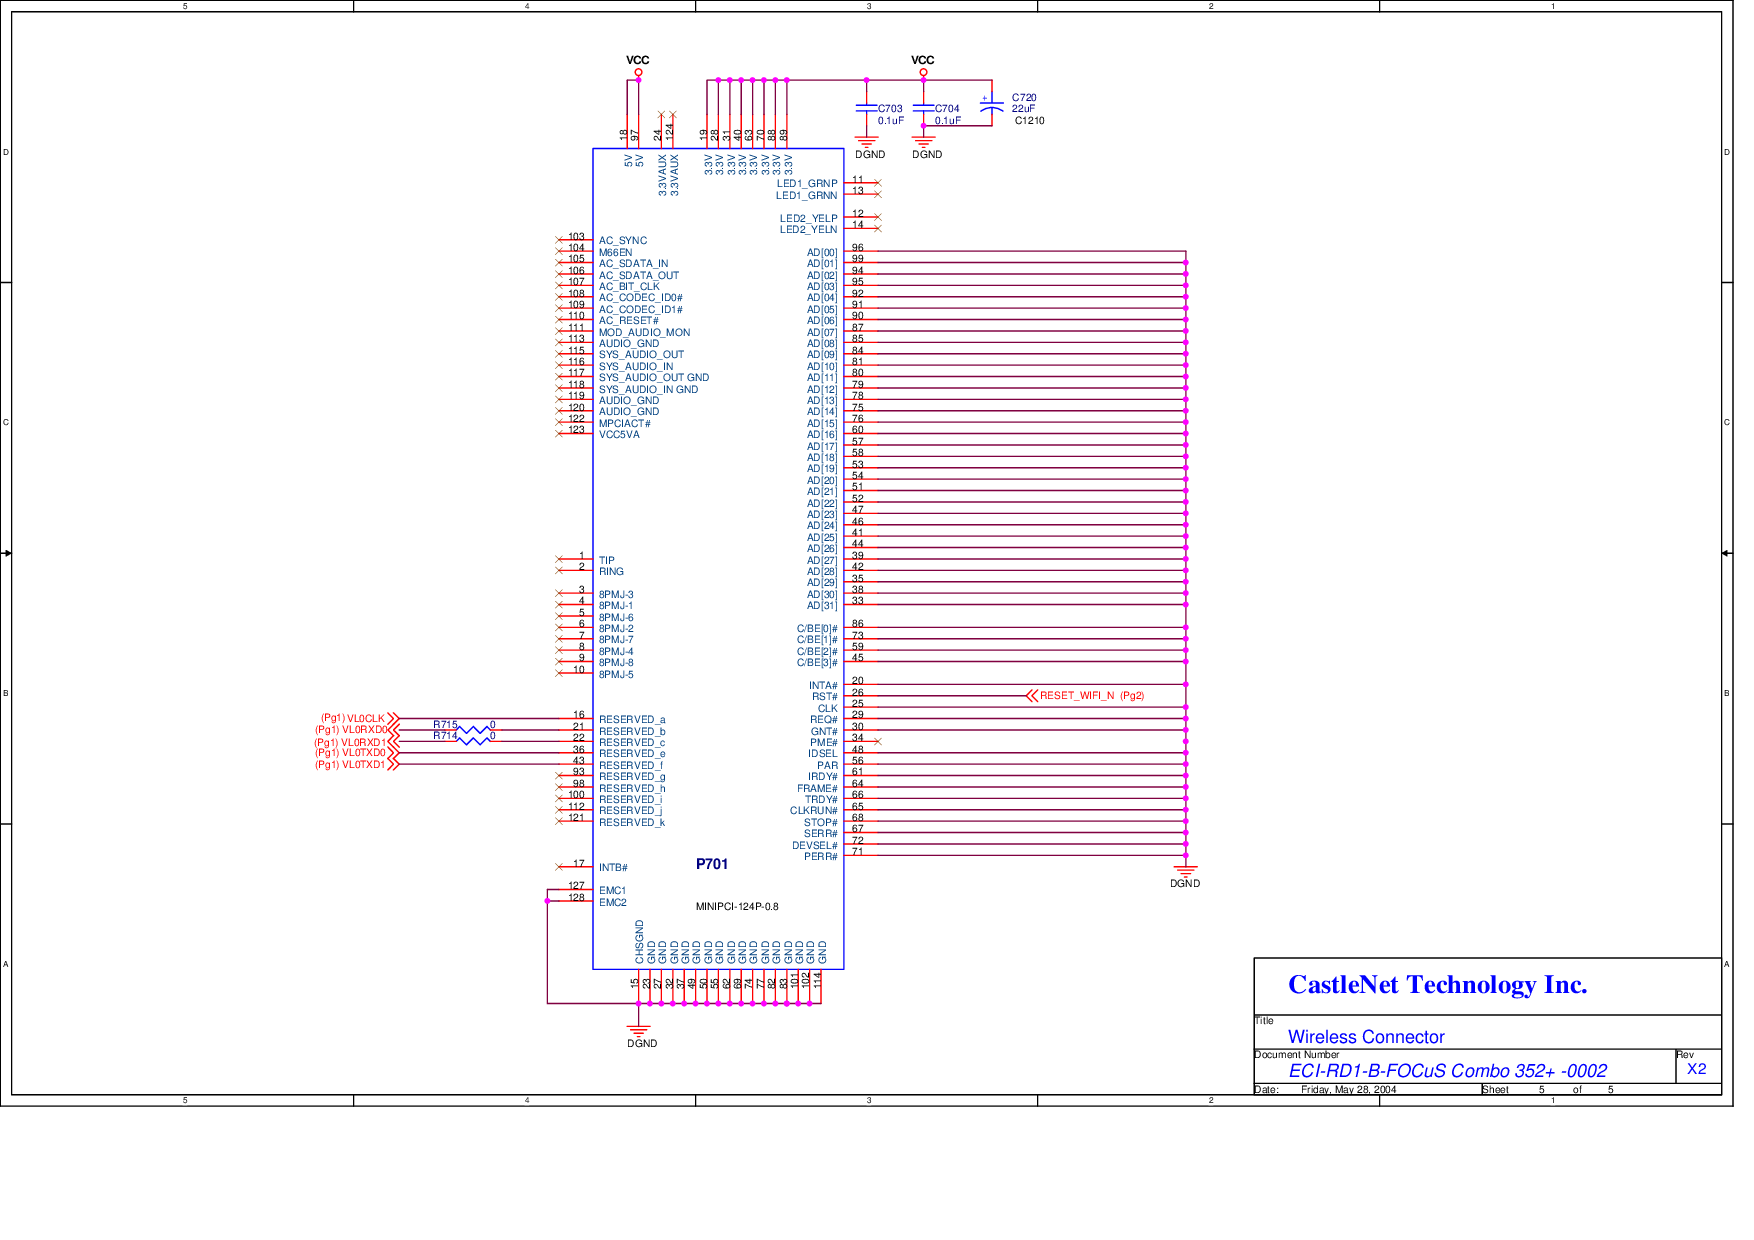 5 4 3 2 1
VCC VCC
C703 0.1uF
C704 0.1uF
C720 22uF C1210
DGND DGND
D D
18 97 24 124 19 28 31 40 63 70 88 89
5V 5V 3.3VAUX 3.3VAUX 3.3V 3.3V 3.3V 3.3V 3.3V 3.3V 3.3V 3.3V
LED1_GRNP 11
LED1_GRNN 13
LED2_YELP 12
LED2_YELN 14
103 AC_SYNC
104 M66EN
105 AC_SDATA_IN
106 AC_SDATA_OUT
107 AC_BIT_CLK
108 AC_CODEC_ID0#
109 AC_CODEC_ID1#
110 AC_RESET#
111 MOD_AUDIO_MON
113 AUDIO_GND
115 SYS_AUDIO_OUT
116 SYS_AUDIO_IN
117 SYS_AUDIO_OUT GND
118 SYS_AUDIO_IN GND
119 AUDIO_GND
120 AUDIO_GND
122 MPCIACT#
123 VCC5VA
AD[00] 96
AD[01] 99
AD[02] 94
AD[03] 95
AD[04] 92
AD[05] 91
AD[06] 90
AD[07] 87
AD[08] 85
AD[09] 84
AD[10] 81
AD[11] 80
AD[12] 79
AD[13] 78
AD[14] 75
AD[15] 76
AD[16] 60
AD[17] 57
AD[18] 58
AD[19] 53
AD[20] 54
AD[21] 51
AD[22] 52
AD[23] 47
AD[24] 46
AD[25] 41
AD[26] 44
AD[27] 39
AD[28] 42
AD[29] 35
AD[30] 38
AD[31] 33
C C
1 TIP
2 RING
3 8PMJ-3
4 8PMJ-1
5 8PMJ-6
6 8PMJ-2
7 8PMJ-7
8 8PMJ-4
9 8PMJ-8
10 8PMJ-5
C/BE[0]# 86
C/BE[1]# 73
C/BE[2]# 59
C/BE[3]# 45
B B
INTA# 20
RST# 26 RESET_WIFI_N (Pg2)
CLK 25
REQ# 29
GNT# 30
PME# 34
IDSEL 48
PAR 56
IRDY# 61
FRAME# 64
TRDY# 66
CLKRUN# 65
STOP# 68
SERR# 67
DEVSEL# 72
PERR# 71
DGND
(Pg1) VL0CLK 16 RESERVED_a
(Pg1) VL0RXD0 R715 0 21 RESERVED_b
(Pg1) VL0RXD1 R714 0 22 RESERVED_c
(Pg1) VL0TXD0 36 RESERVED_e
(Pg1) VL0TXD1 43 RESERVED_f
93 RESERVED_g
98 RESERVED_h
100 RESERVED_i
112 RESERVED_j
121 RESERVED_k
17 INTB#
127 EMC1
128 EMC2
P701
MINIPCI-124P-0.8
CHSGND GND GND GND GND GND GND GND GND GND GND GND GND GND GND GND GND
15 23 27 32 37 49 50 55 62 69 74 77 82 83 101 102 114
DGND
A A
CastleNet Technology Inc.
Title
Wireless Connector
Document Number Rev
ECI-RD1-B-FOCuS Combo 352+ -0002 X2
Date: Friday, May 28, 2004 Sheet 5 of 5
5 4 3 2 1